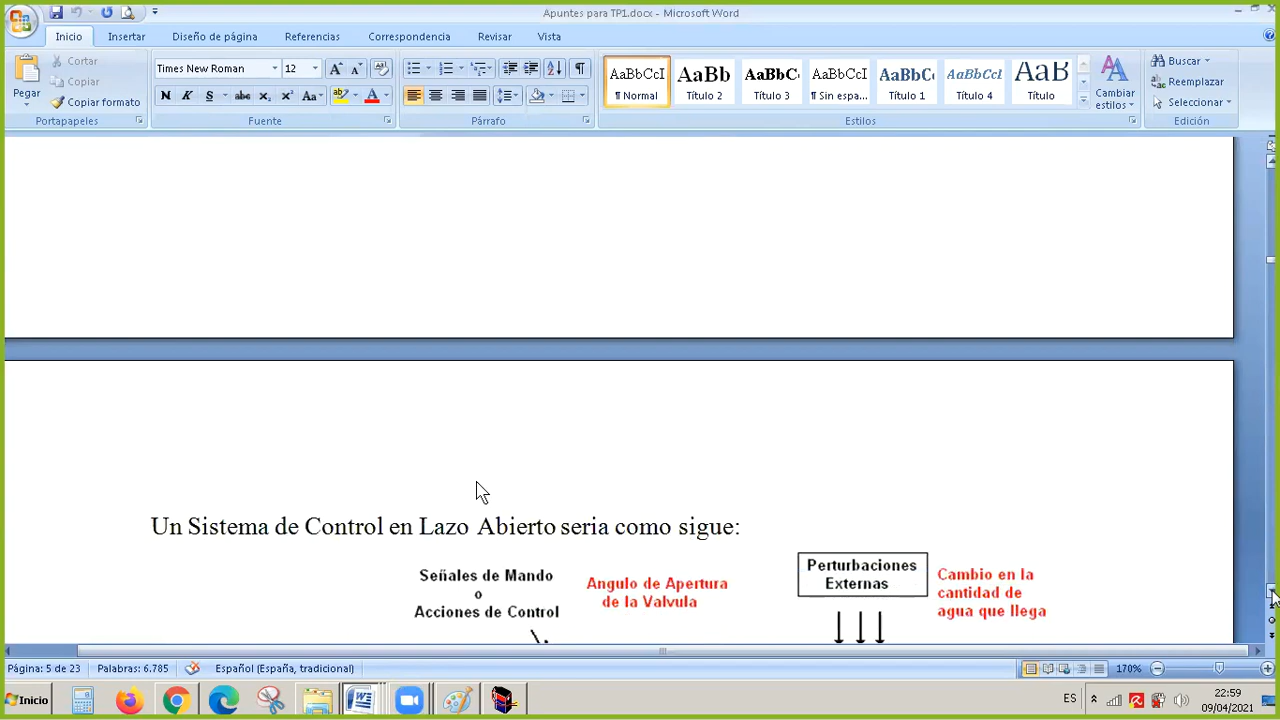 Apuntes para TP1.docx - Microsoft Word
Inicio Insertar Diseño de página Referencias Correspondencia Revisar Vista
Pegar
Cortar
Copiar
Copiar formato
Portapapeles
Times New Roman 12
N K S abc x₂ x² Aa
ab A
Fuente
Párrafo
AaBbCcI AaBb AaBbC AaBbCcI AaBbC AaBbCcI AaB
¶ Normal Título 2 Título 3 ¶ Sin espa... Título 1 Título 4 Título
Cambiar
estilos
Estilos
Buscar
Reemplazar
Seleccionar
Edición
Un Sistema de Control en Lazo Abierto seria como sigue:
Señales de Mando
o
Acciones de Control
Angulo de Apertura
de la Valvula
Perturbaciones
Externas
Cambio en la
cantidad de
agua que llega
Página: 5 de 23 Palabras: 6.785 Español (España, tradicional) 170%
Inicio ES 22:59
09/04/2021